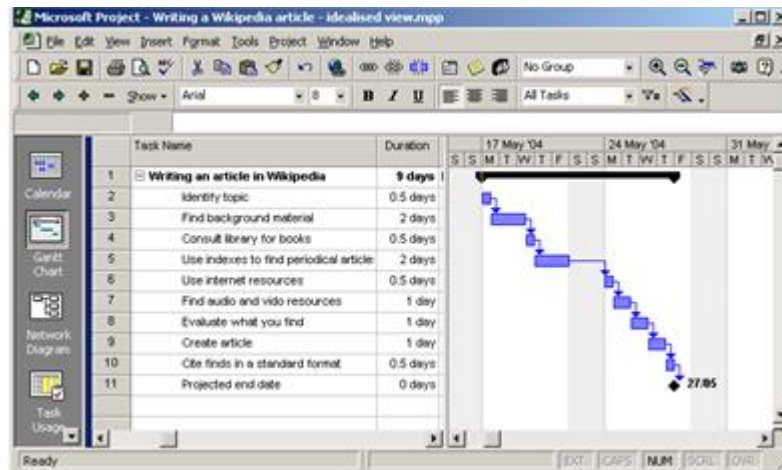 Microsoft Project - Writing a Wikipedia article - idealised view.mpp
File Edit View Insert Format Tools Project Window Help
No Group
Show Arial 8 B I U All Tasks
Task Name Duration 17 May '04 24 May '04 31 May
S S M T W T F S S M T W T F S S M T W
1 Writing an article in Wikipedia 9 days
2 Identify topic 0.5 days
3 Find background material 2 days
4 Consult library for books 0.5 days
5 Use indexes to find periodical article 2 days
6 Use internet resources 0.5 days
7 Find audio and vido resources 1 day
8 Evaluate what you find 1 day
9 Create article 1 day
10 Cite finds in a standard format 0.5 days
11 Projected end date 0 days 27/05
Calendar
Gantt
Chart
Network
Diagram
Task
Usage
Ready EXT CAPS NUM SCRL OVR